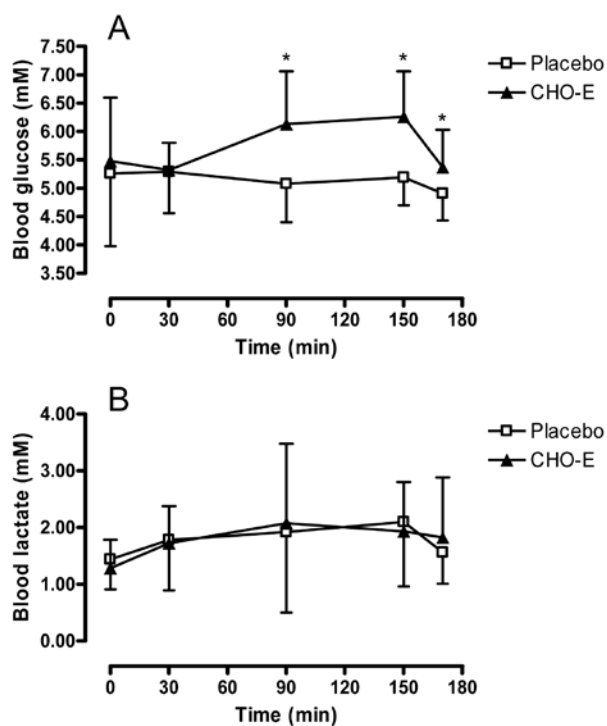 A
7.50
7.00
6.50
6.00
5.50
5.00
4.50
4.00
3.50
Blood glucose (mM)
* * *
Placebo
CHO-E
0 30 60 90 120 150 180
Time (min)
B
4.00
3.00
2.00
1.00
0.00
Blood lactate (mM)
Placebo
CHO-E
0 30 60 90 120 150 180
Time (min)